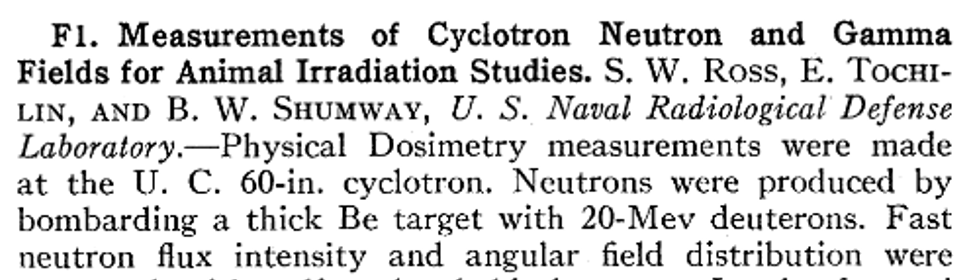 F1. Measurements of Cyclotron Neutron and Gamma
Fields for Animal Irradiation Studies. S. W. Ross, E. Tochi-
lin, and B. W. Shumway, U. S. Naval Radiological Defense
Laboratory.—Physical Dosimetry measurements were made
at the U. C. 60-in. cyclotron. Neutrons were produced by
bombarding a thick Be target with 20-Mev deuterons. Fast
neutron flux intensity and angular field distribution were